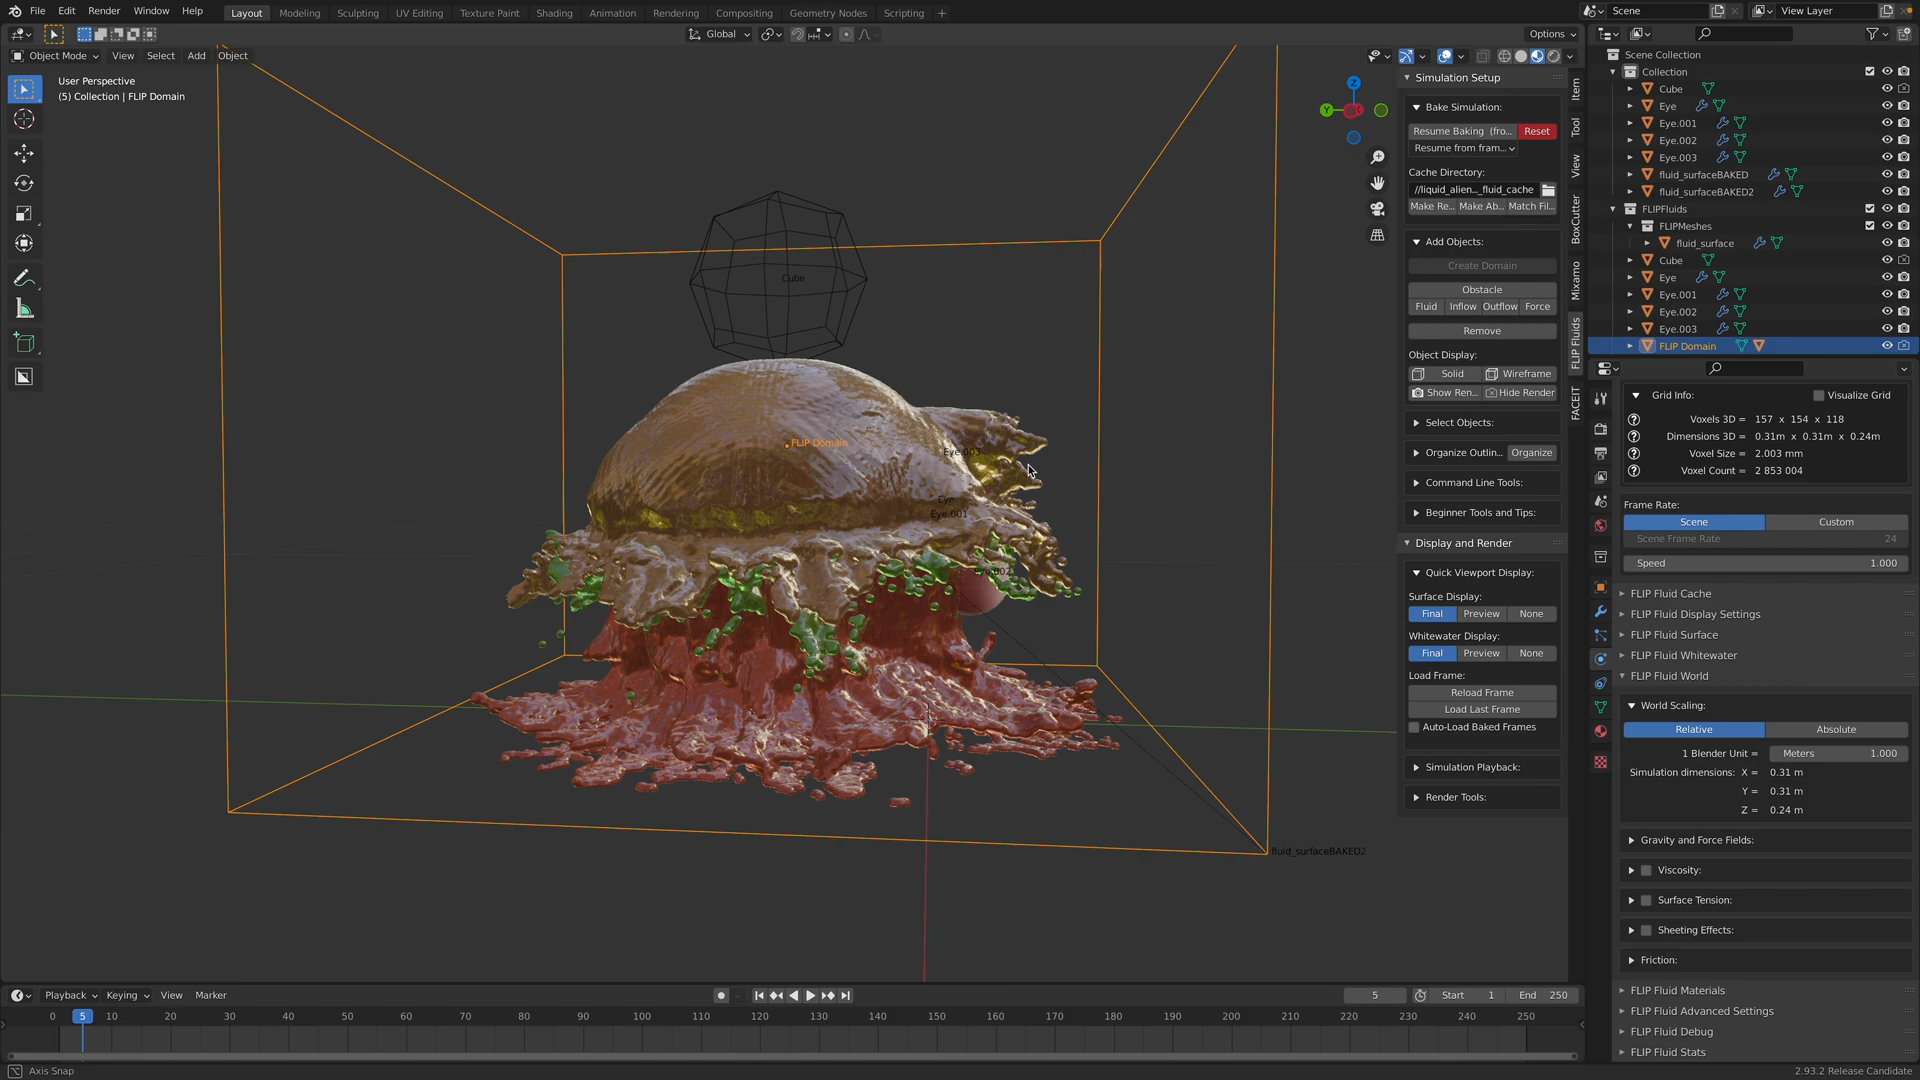 File Edit Render Window Help Layout Modeling Sculpting UV Editing Texture Paint Shading Animation Rendering Compositing Geometry Nodes Scripting + Scene View Layer
Global Options
Object Mode View Select Add Object
User Perspective
(5) Collection | FLIP Domain
Z
Y
Cube
FLIP Domain
Eye.003
Eye
Eye.001
Eye.002
fluid_surfaceBAKED2
Simulation Setup
Bake Simulation:
Resume Baking (fro... Reset
Resume from fram...
Cache Directory:
//liquid_alien..._fluid_cache
Make Re... Make Ab... Match Fil...
Add Objects:
Create Domain
Obstacle
Fluid Inflow Outflow Force
Remove
Object Display:
Solid Wireframe
Show Ren... Hide Render
Select Objects:
Organize Outlin... Organize
Command Line Tools:
Beginner Tools and Tips:
Display and Render
Quick Viewport Display:
Surface Display:
Final Preview None
Whitewater Display:
Final Preview None
Load Frame:
Reload Frame
Load Last Frame
Auto-Load Baked Frames
Simulation Playback:
Render Tools:
Item
Tool
View
BoxCutter
Mixamo
FLIP Fluids
FACEIT
Scene Collection
Collection
Cube
Eye
Eye.001
Eye.002
Eye.003
fluid_surfaceBAKED
fluid_surfaceBAKED2
FLIPFluids
FLIPMeshes
fluid_surface
Cube
Eye
Eye.001
Eye.002
Eye.003
FLIP Domain
Grid Info: Visualize Grid
Voxels 3D = 157 x 154 x 118
Dimensions 3D = 0.31m x 0.31m x 0.24m
Voxel Size = 2.003 mm
Voxel Count = 2 853 004
Frame Rate:
Scene Custom
Scene Frame Rate 24
Speed 1.000
FLIP Fluid Cache
FLIP Fluid Display Settings
FLIP Fluid Surface
FLIP Fluid Whitewater
FLIP Fluid World
World Scaling:
Relative Absolute
1 Blender Unit = Meters 1.000
Simulation dimensions: X = 0.31 m
Y = 0.31 m
Z = 0.24 m
Gravity and Force Fields:
Viscosity:
Surface Tension:
Sheeting Effects:
Friction:
FLIP Fluid Materials
FLIP Fluid Advanced Settings
FLIP Fluid Debug
FLIP Fluid Stats
Playback Keying View Marker 5 Start 1 End 250
0 5 10 20 30 40 50 60 70 80 90 100 110 120 130 140 150 160 170 180 190 200 210 220 230 240 250
Axis Snap 2.93.2 Release Candidate